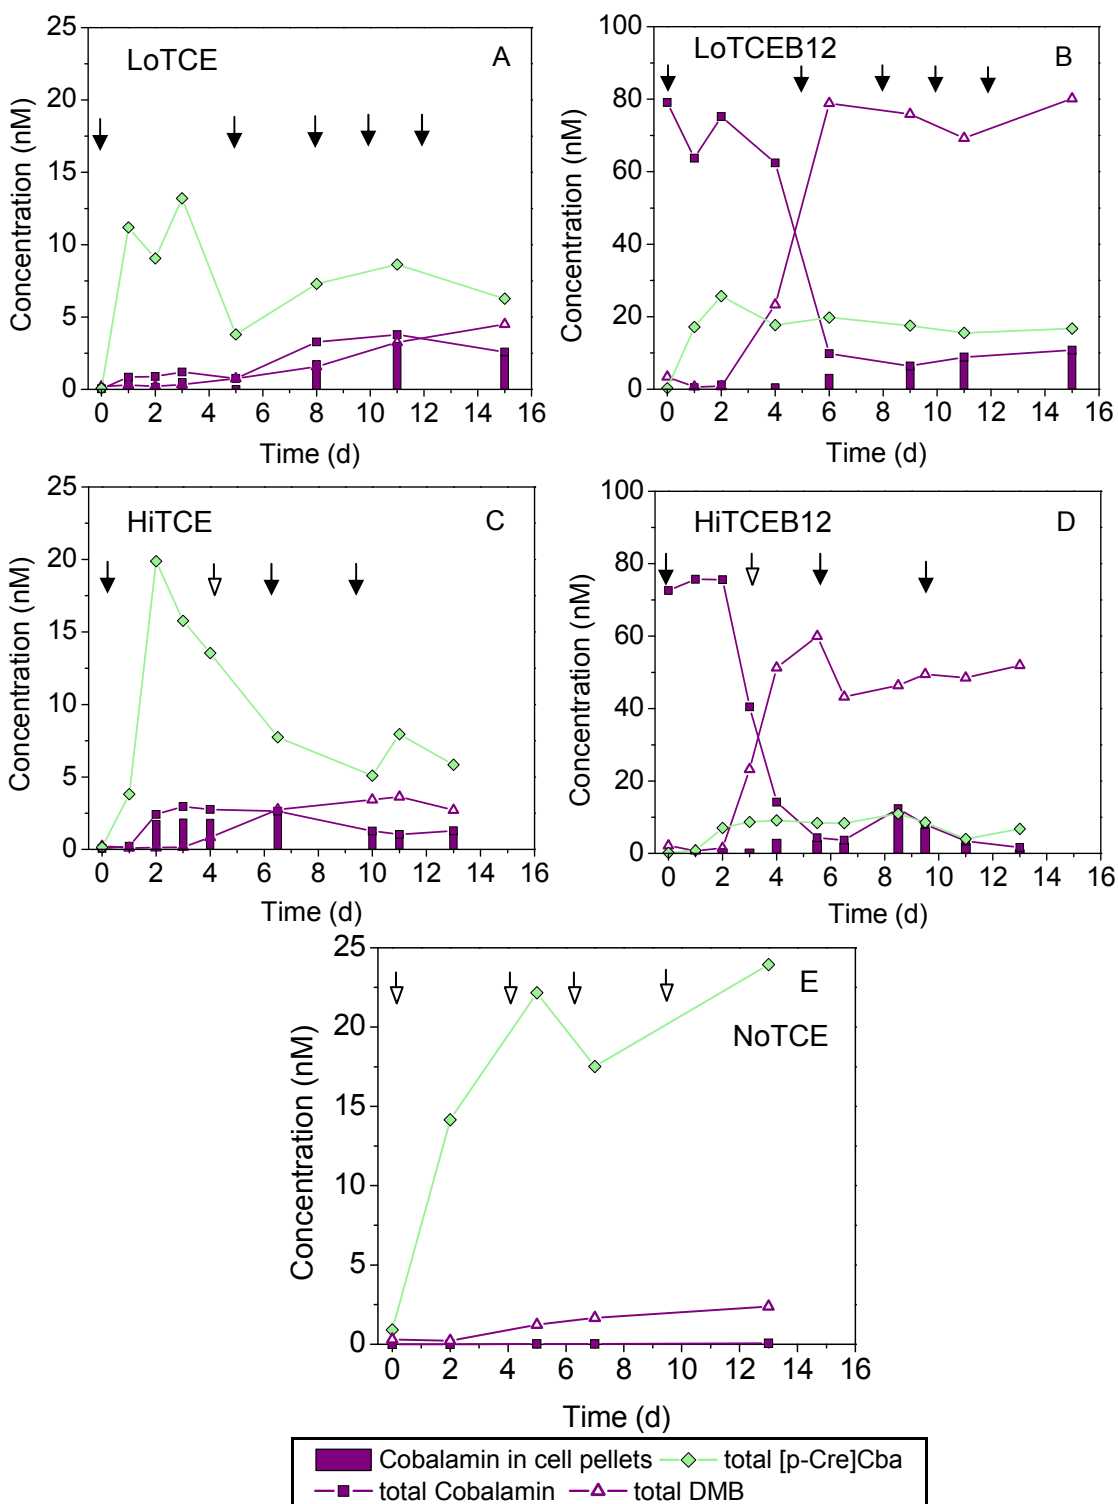 LoTCE
A
Concentration (nM)
25
20
15
10
5
0
0 2 4 6 8 10 12 14 16
Time (d)
LoTCEB12
B
Concentration (nM)
100
80
60
40
20
0
0 2 4 6 8 10 12 14 16
Time (d)
HiTCE
C
Concentration (nM)
25
20
15
10
5
0
0 2 4 6 8 10 12 14 16
Time (d)
HiTCEB12
D
Concentration (nM)
100
80
60
40
20
0
0 2 4 6 8 10 12 14 16
Time (d)
E
NoTCE
Concentration (nM)
25
20
15
10
5
0
0 2 4 6 8 10 12 14 16
Time (d)
Cobalamin in cell pellets total [p-Cre]Cba
total Cobalamin total DMB